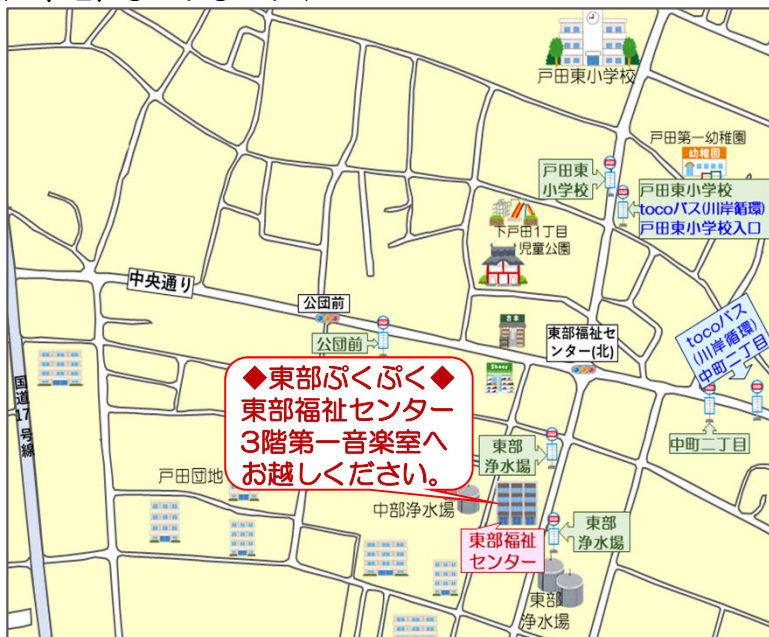 戸田東小学校
戸田第一幼稚園
幼稚園
戸田東
小学校
戸田東小学校
tocoバス(川岸循環)
戸田東小学校入口
下戸田1丁目
児童公園
中央通り
公団前
公団前
古本
東部福祉セ
ンター(北)
tocoバス
(川岸循環)
中町二丁目
Shoes
国道17号線
◆東部ぷくぷく◆
東部福祉センター
3階第一音楽室へ
お越しください。
中町二丁目
東部
浄水場
戸田団地
中部浄水場
東部福祉
センター
東部
浄水場
東部
浄水場